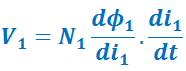 V₁ = N₁ dϕ₁/di₁ . di₁/dt